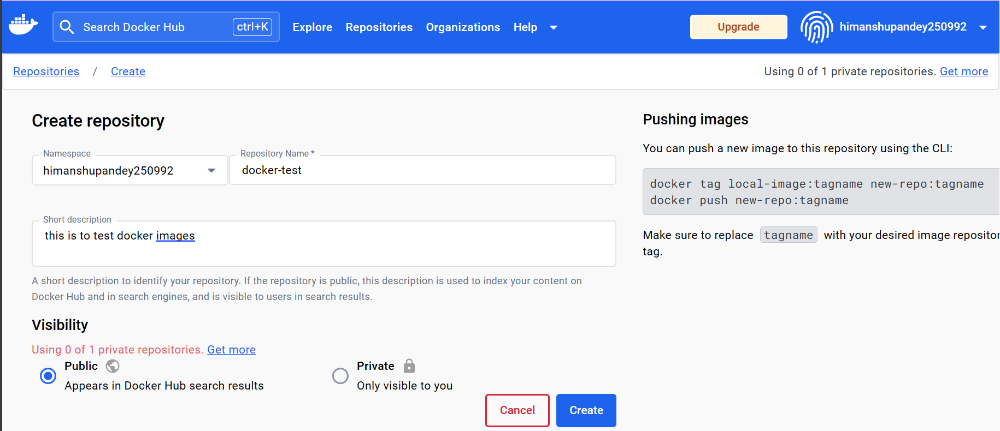 Search Docker Hub ctrl+K Explore Repositories Organizations Help Upgrade himanshupandey250992
Repositories / Create Using 0 of 1 private repositories. Get more
Create repository
Namespace
himanshupandey250992
Repository Name *
docker-test
Short description
this is to test docker images
A short description to identify your repository. If the repository is public, this description is used to index your content on
Docker Hub and in search engines, and is visible to users in search results.
Visibility
Using 0 of 1 private repositories. Get more
Public
Appears in Docker Hub search results
Private
Only visible to you
Cancel Create
Pushing images
You can push a new image to this repository using the CLI:
docker tag local-image:tagname new-repo:tagname
docker push new-repo:tagname
Make sure to replace tagname with your desired image repositor
tag.